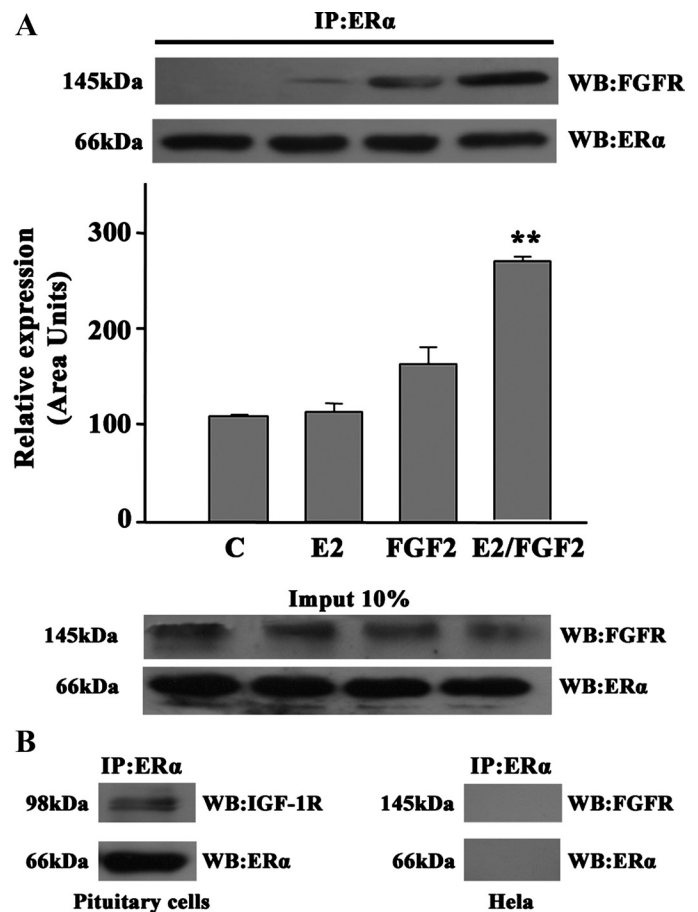 A
IP:ERα
145kDa WB:FGFR
66kDa WB:ERα
Relative expression
(Area Units)
300
200
100
0
**
C E2 FGF2 E2/FGF2
Imput 10%
145kDa WB:FGFR
66kDa WB:ERα
B
IP:ERα IP:ERα
98kDa WB:IGF-1R 145kDa WB:FGFR
66kDa WB:ERα 66kDa WB:ERα
Pituitary cells Hela